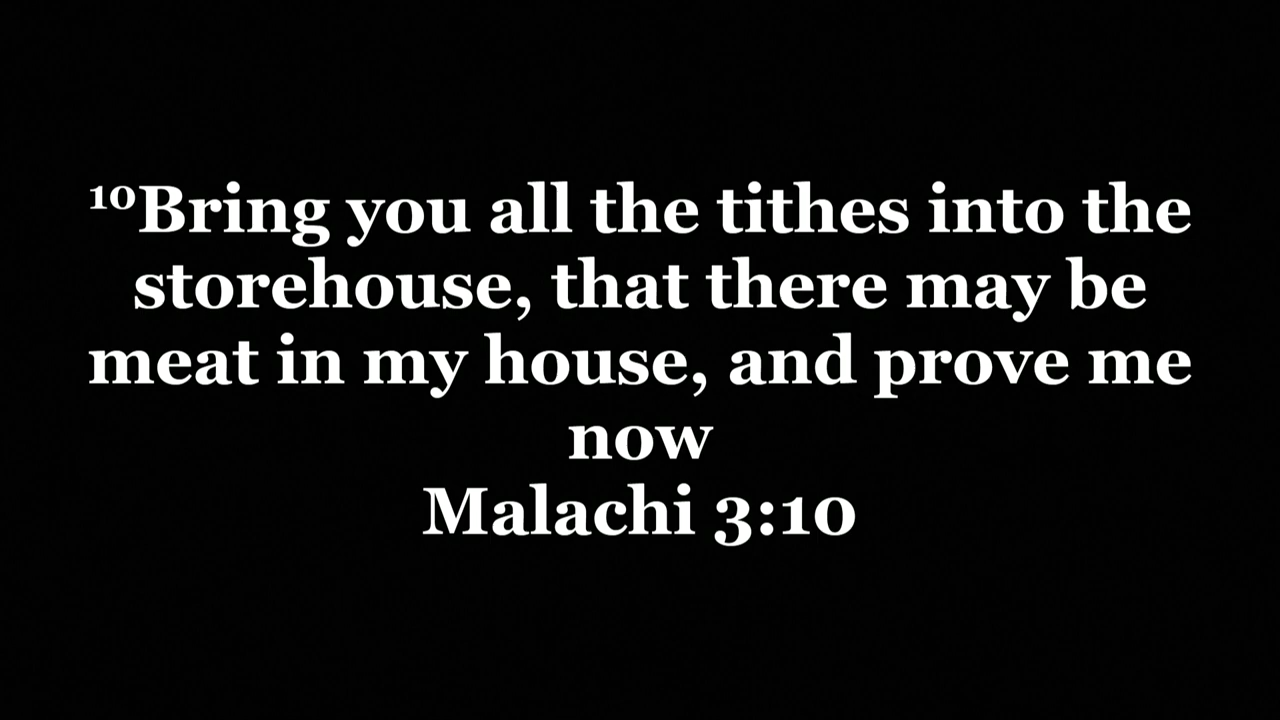 ¹⁰Bring you all the tithes into the
storehouse, that there may be
meat in my house, and prove me
now
Malachi 3:10